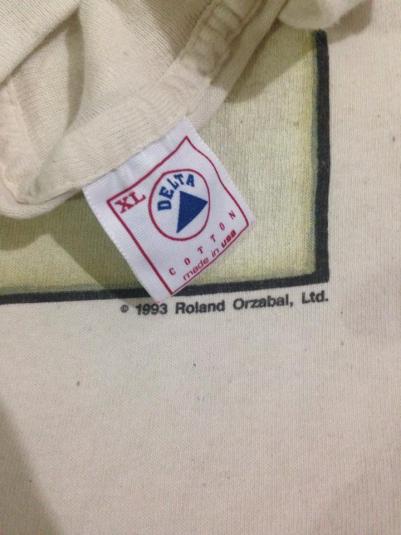 XL
DELTA
COTTON
made in USA
© 1993 Roland Orzabal, Ltd.